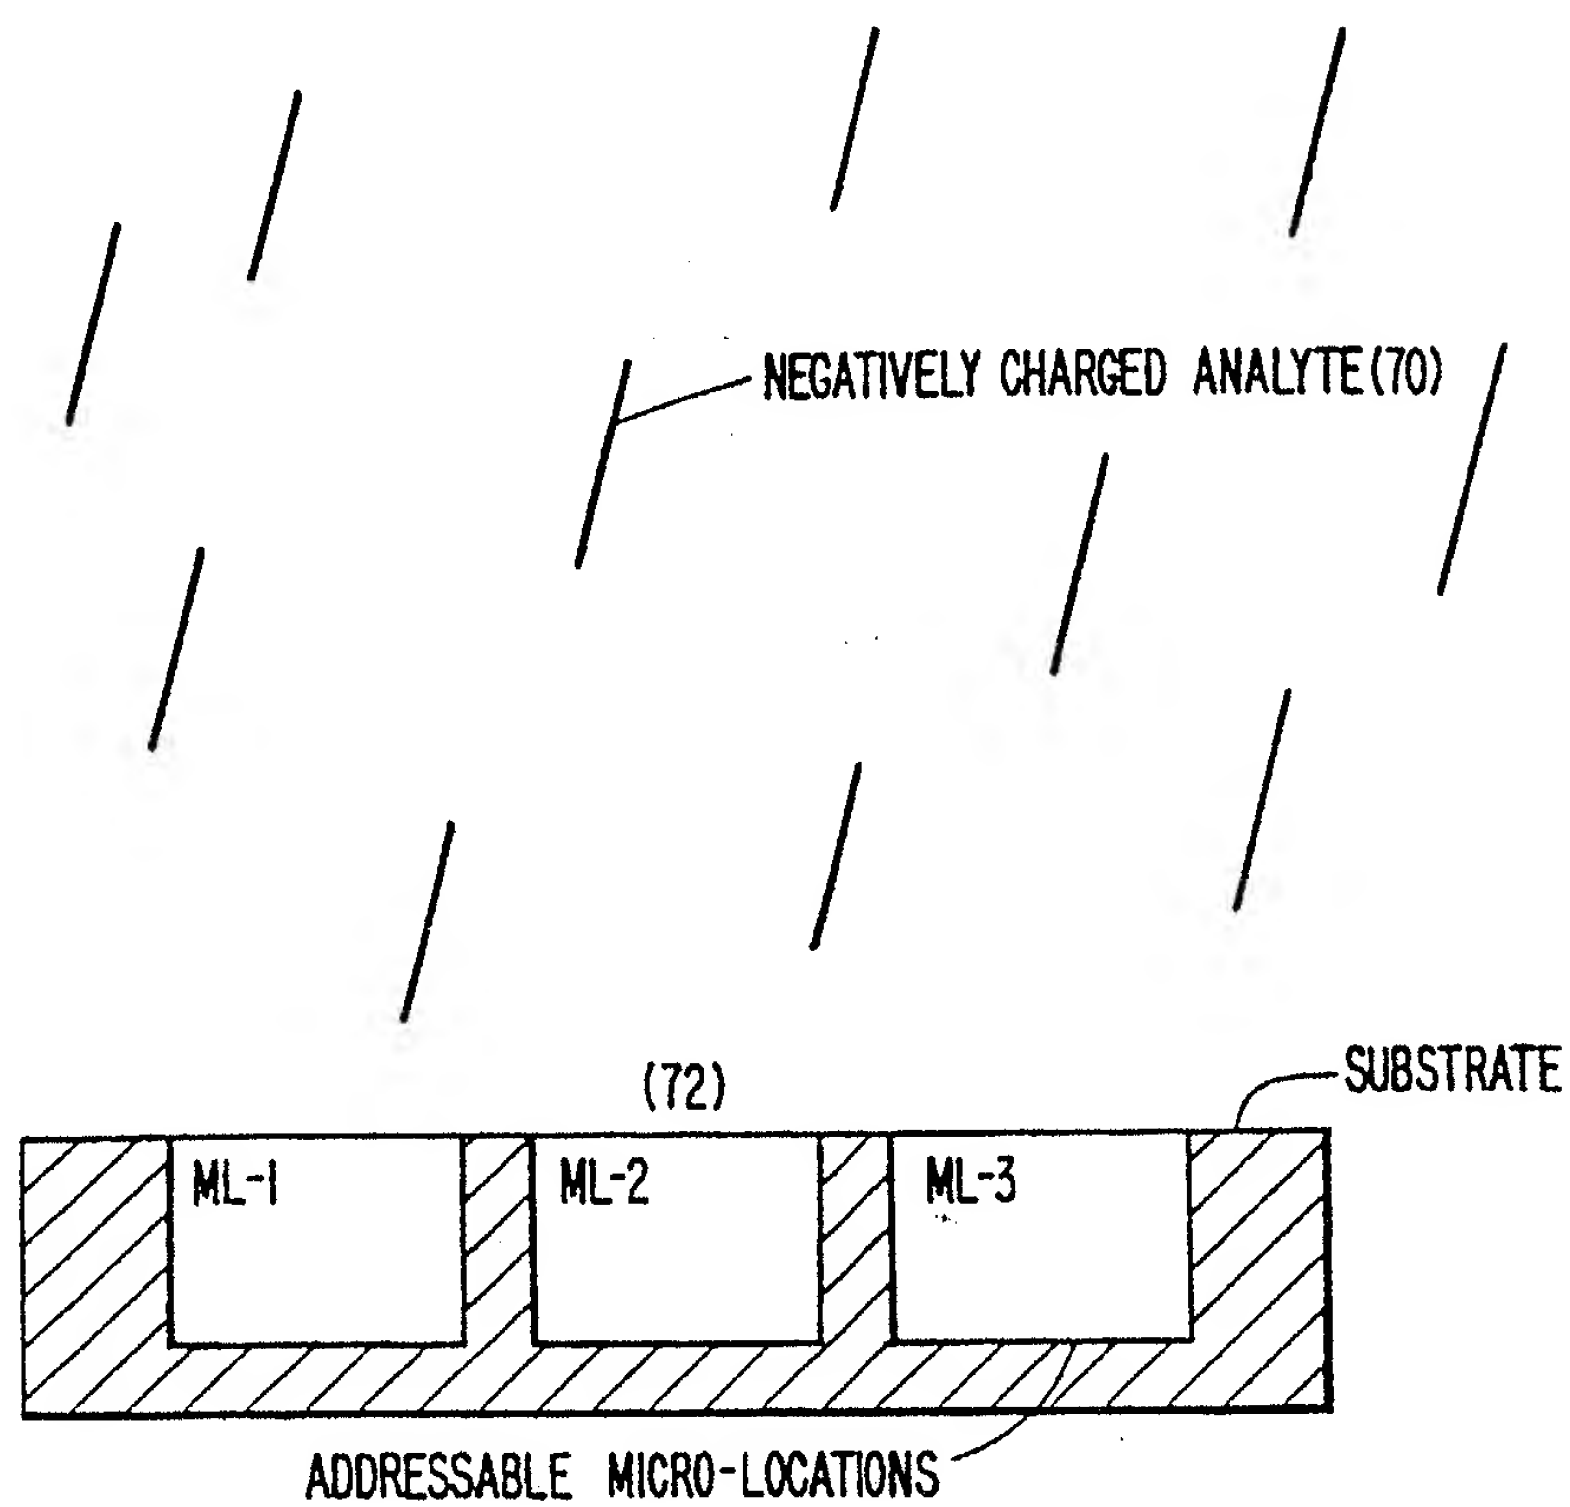 NEGATIVELY CHARGED ANALYTE(70)
(72)
SUBSTRATE
ML-1
ML-2
ML-3
ADDRESSABLE MICRO-LOCATIONS